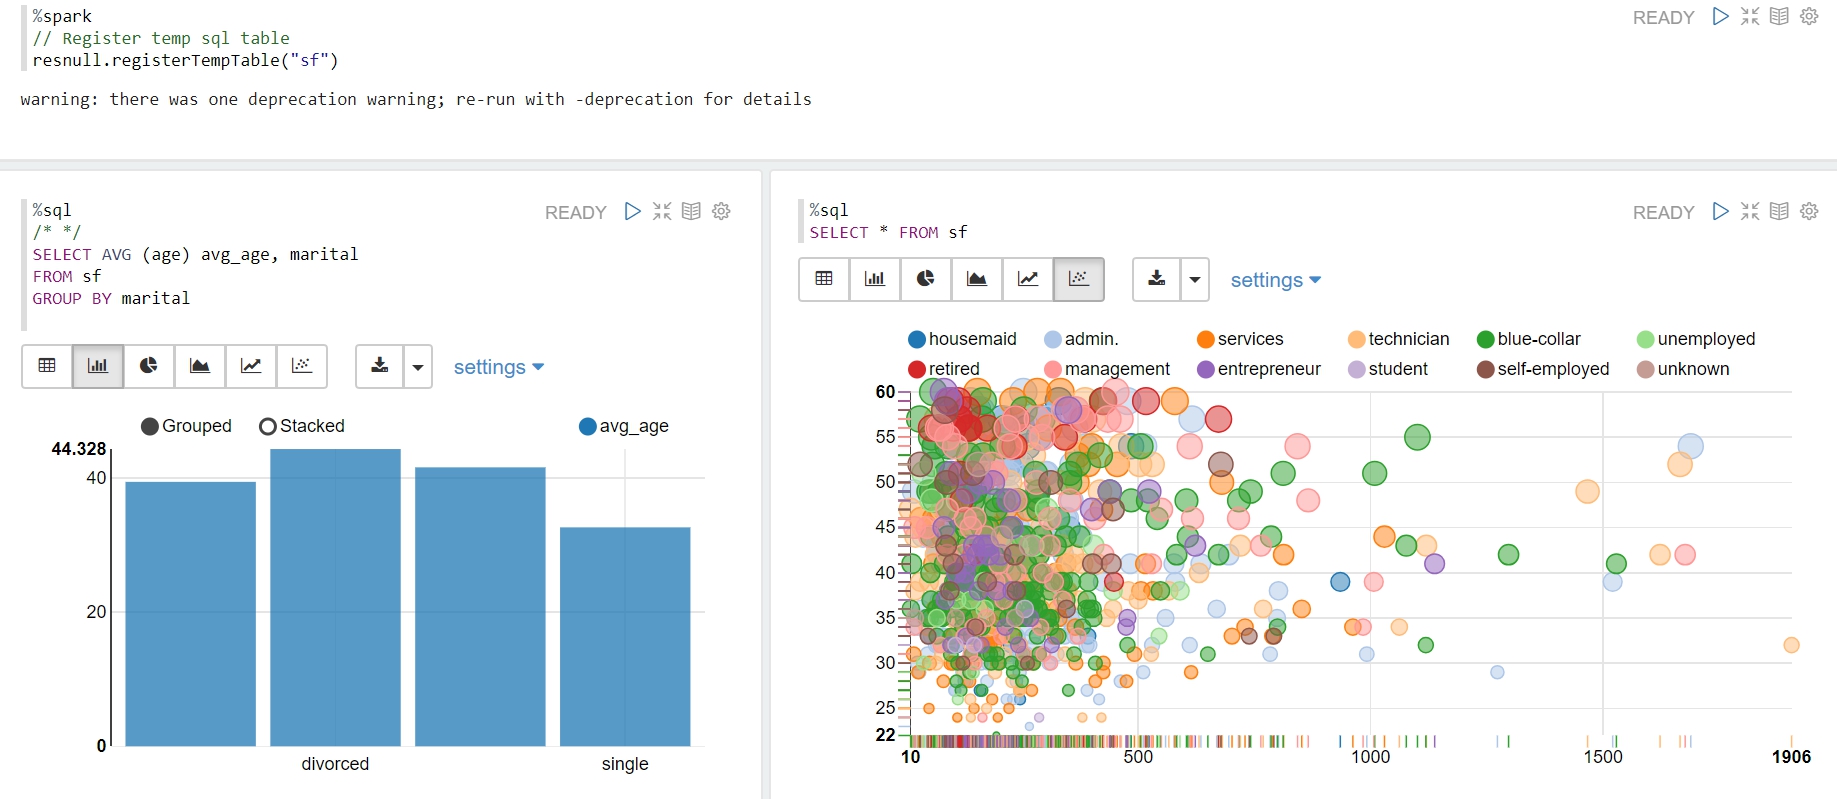 %spark
READY
// Register temp sql table
resnull.registerTempTable("sf")
warning: there was one deprecation warning; re-run with -deprecation for details
%sql
READY
/* */
SELECT AVG (age) avg_age, marital
FROM sf
GROUP BY marital
settings
Grouped Stacked avg_age
44.328
40
20
0
divorced single
%sql
READY
SELECT * FROM sf
settings
housemaid admin. services technician blue-collar unemployed
retired management entrepreneur student self-employed unknown
60
55
50
45
40
35
30
25
22
10 500 1000 1500 1906